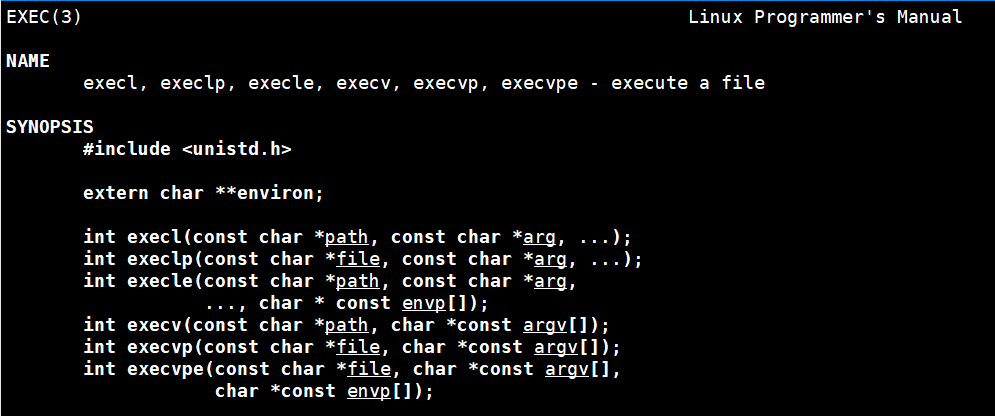 EXEC(3) Linux Programmer's Manual
NAME
execl, execlp, execle, execv, execvp, execvpe - execute a file
SYNOPSIS
#include <unistd.h>
extern char **environ;
int execl(const char *path, const char *arg, ...);
int execlp(const char *file, const char *arg, ...);
int execle(const char *path, const char *arg,
..., char * const envp[]);
int execv(const char *path, char *const argv[]);
int execvp(const char *file, char *const argv[]);
int execvpe(const char *file, char *const argv[],
char *const envp[]);